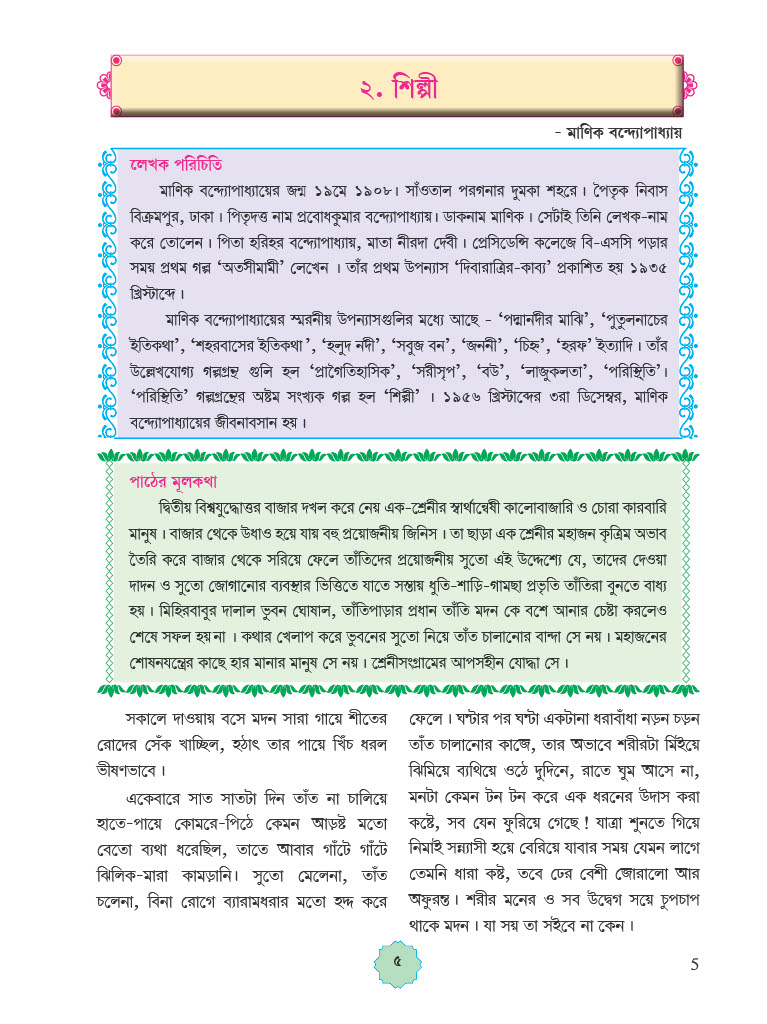 ২. শিল্পী
- মাণিক বন্দ্যোপাধ্যায়
লেখক পরিচিতি
মাণিক বন্দ্যোপাধ্যায়ের জন্ম ১৯মে ১৯০৮। সাঁওতাল পরগনার দুমকা শহরে। পৈতৃক নিবাস
বিক্রমপুর, ঢাকা। পিতৃদত্ত নাম প্রবোধকুমার বন্দ্যোপাধ্যায়। ডাকনাম মাণিক। সেটাই তিনি লেখক-নাম
করে তোলেন। পিতা হরিহর বন্দ্যোপাধ্যায়, মাতা নীরদা দেবী। প্রেসিডেন্সি কলেজে বি-এসসি পড়ার
সময় প্রথম গল্প ‘অতসীমামী’ লেখেন । তাঁর প্রথম উপন্যাস ‘দিবারাত্রির-কাব্য’ প্রকাশিত হয় ১৯৩৫
খ্রিস্টাব্দে।
মাণিক বন্দ্যোপাধ্যায়ের স্মরনীয় উপন্যাসগুলির মধ্যে আছে - ‘পদ্মানদীর মাঝি’, ‘পুতুলনাচের
ইতিকথা’, ‘শহরবাসের ইতিকথা’, ‘হলুদ নদী’, ‘সবুজ বন’, ‘জননী’, ‘চিহ্ন’, ‘হরফ’ ইত্যাদি। তাঁর
উল্লেখযোগ্য গল্পগ্রন্থ গুলি হল ‘প্রাগৈতিহাসিক’, ‘সরীসৃপ’, ‘বউ’, ‘লাজুকলতা’, ‘পরিস্থিতি’।
‘পরিস্থিতি’ গল্পগ্রন্থের অষ্টম সংখ্যক গল্প হল ‘শিল্পী’ । ১৯৫৬ খ্রিস্টাব্দের ৩রা ডিসেম্বর, মাণিক
বন্দ্যোপাধ্যায়ের জীবনাবসান হয়।
পাঠের মূলকথা
দ্বিতীয় বিশ্বযুদ্ধোত্তর বাজার দখল করে নেয় এক-শ্রেনীর স্বার্থান্বেষী কালোবাজারি ও চোরা কারবারি
মানুষ। বাজার থেকে উধাও হয়ে যায় বহু প্রয়োজনীয় জিনিস। তা ছাড়া এক শ্রেনীর মহাজন কৃত্রিম অভাব
তৈরি করে বাজার থেকে সরিয়ে ফেলে তাঁতিদের প্রয়োজনীয় সুতো এই উদ্দেশ্যে যে, তাদের দেওয়া
দাদন ও সুতো জোগানোর ব্যবস্থার ভিত্তিতে যাতে সস্তায় ধুতি-শাড়ি-গামছা প্রভৃতি তাঁতিরা বুনতে বাধ্য
হয়। মিহিরবাবুর দালাল ভুবন ঘোষাল, তাঁতিপাড়ার প্রধান তাঁতি মদন কে বশে আনার চেষ্টা করলেও
শেষে সফল হয়না । কথার খেলাপ করে ভুবনের সুতো নিয়ে তাঁত চালানোর বান্দা সে নয়। মহাজনের
শোষনযন্ত্রের কাছে হার মানার মানুষ সে নয়। শ্রেনীসংগ্রামের আপসহীন যোদ্ধা সে।
সকালে দাওয়ায় বসে মদন সারা গায়ে শীতের
রোদের সেঁক খাচ্ছিল, হঠাৎ তার পায়ে খিঁচ ধরল
ভীষণভাবে।
একেবারে সাত সাতটা দিন তাঁত না চালিয়ে
হাতে-পায়ে কোমরে-পিঠে কেমন আড়ষ্ট মতো
বেতো ব্যথা ধরেছিল, তাতে আবার গাঁটে গাঁটে
ঝিলিক-মারা কামড়ানি। সুতো মেলেনা, তাঁত
চলেনা, বিনা রোগে ব্যারামধরার মতো হদ্দ করে
ফেলে। ঘন্টার পর ঘন্টা একটানা ধরাবাঁধা নড়ন চড়ন
তাঁত চালানোর কাজে, তার অভাবে শরীরটা মিঁইয়ে
ঝিমিয়ে ব্যথিয়ে ওঠে দুদিনে, রাতে ঘুম আসে না,
মনটা কেমন টন টন করে এক ধরনের উদাস করা
কষ্টে, সব যেন ফুরিয়ে গেছে! যাত্রা শুনতে গিয়ে
নিমাই সন্ন্যাসী হয়ে বেরিয়ে যাবার সময় যেমন লাগে
তেমনি ধারা কষ্ট, তবে ঢের বেশী জোরালো আর
অফুরন্ত। শরীর মনের ও সব উদ্বেগ সয়ে চুপচাপ
থাকে মদন। যা সয় তা সইবে না কেন।
৫
5